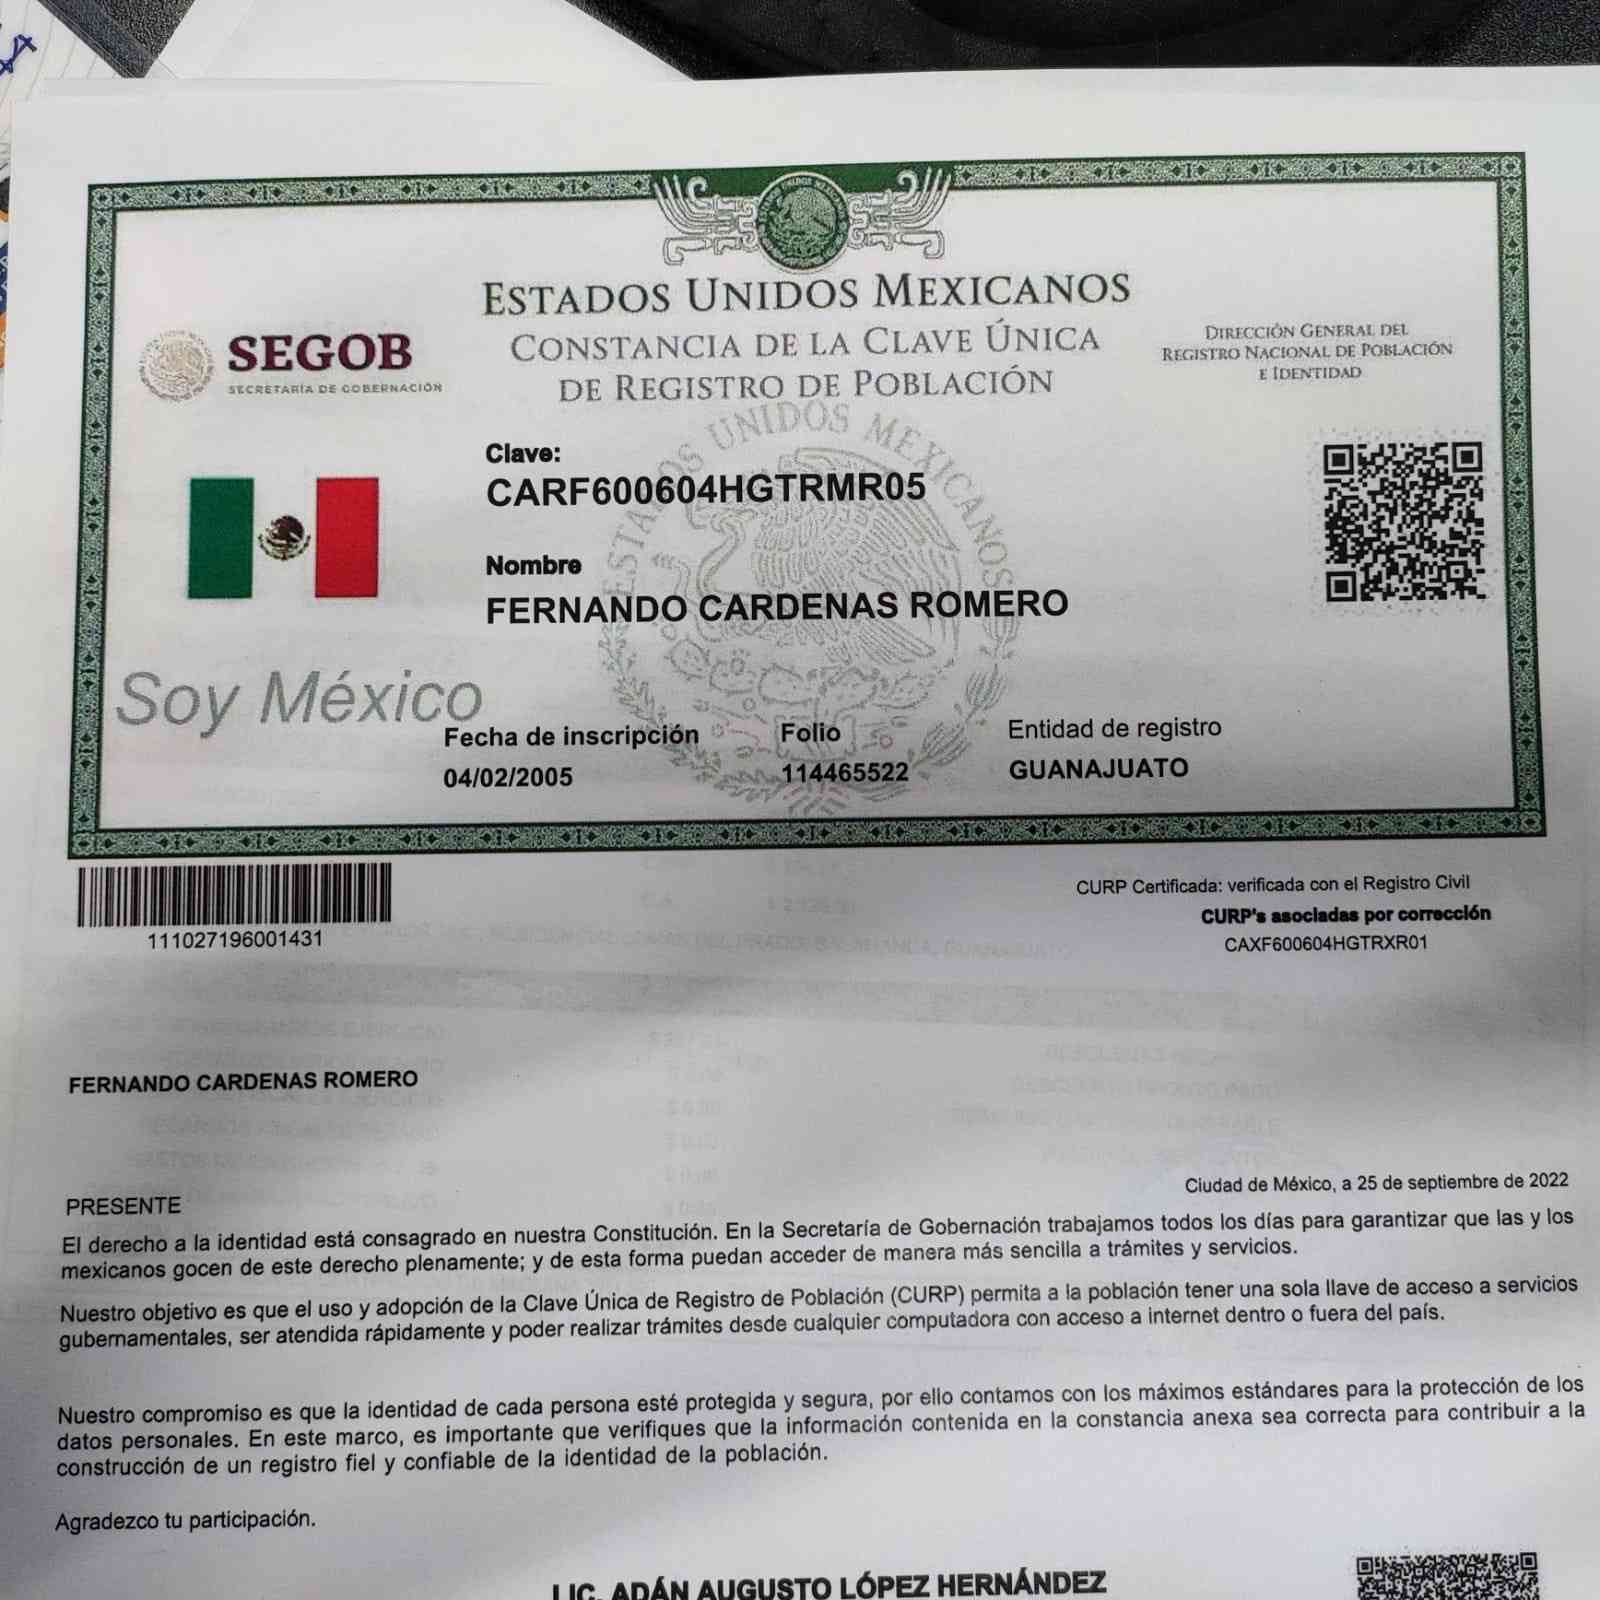 ESTADOS UNIDOS MEXICANOS
CONSTANCIA DE LA CLAVE ÚNICA
DE REGISTRO DE POBLACIÓN
SEGOB
SECRETARÍA DE GOBERNACIÓN
DIRECCIÓN GENERAL DEL
REGISTRO NACIONAL DE POBLACIÓN
E IDENTIDAD
ESTADOS UNIDOS MEXICANOS
Clave:
CARF600604HGTRMR05
Nombre
FERNANDO CARDENAS ROMERO
Soy México
Fecha de inscripción
04/02/2005
Folio
114465522
Entidad de registro
GUANAJUATO
111027196001431
CURP Certificada: verificada con el Registro Civil
CURP's asociadas por corrección
CAXF600604HGTRXR01
FERNANDO CARDENAS ROMERO
Ciudad de México, a 25 de septiembre de 2022
PRESENTE
El derecho a la identidad está consagrado en nuestra Constitución. En la Secretaría de Gobernación trabajamos todos los días para garantizar que las y los
mexicanos gocen de este derecho plenamente; y de esta forma puedan acceder de manera más sencilla a trámites y servicios.
Nuestro objetivo es que el uso y adopción de la Clave Única de Registro de Población (CURP) permita a la población tener una sola llave de acceso a servicios
gubernamentales, ser atendida rápidamente y poder realizar trámites desde cualquier computadora con acceso a internet dentro o fuera del país.
Nuestro compromiso es que la identidad de cada persona esté protegida y segura, por ello contamos con los máximos estándares para la protección de los
datos personales. En este marco, es importante que verifiques que la información contenida en la constancia anexa sea correcta para contribuir a la
construcción de un registro fiel y confiable de la identidad de la población.
Agradezco tu participación.
LIC. ADÁN AUGUSTO LÓPEZ HERNÁNDEZ